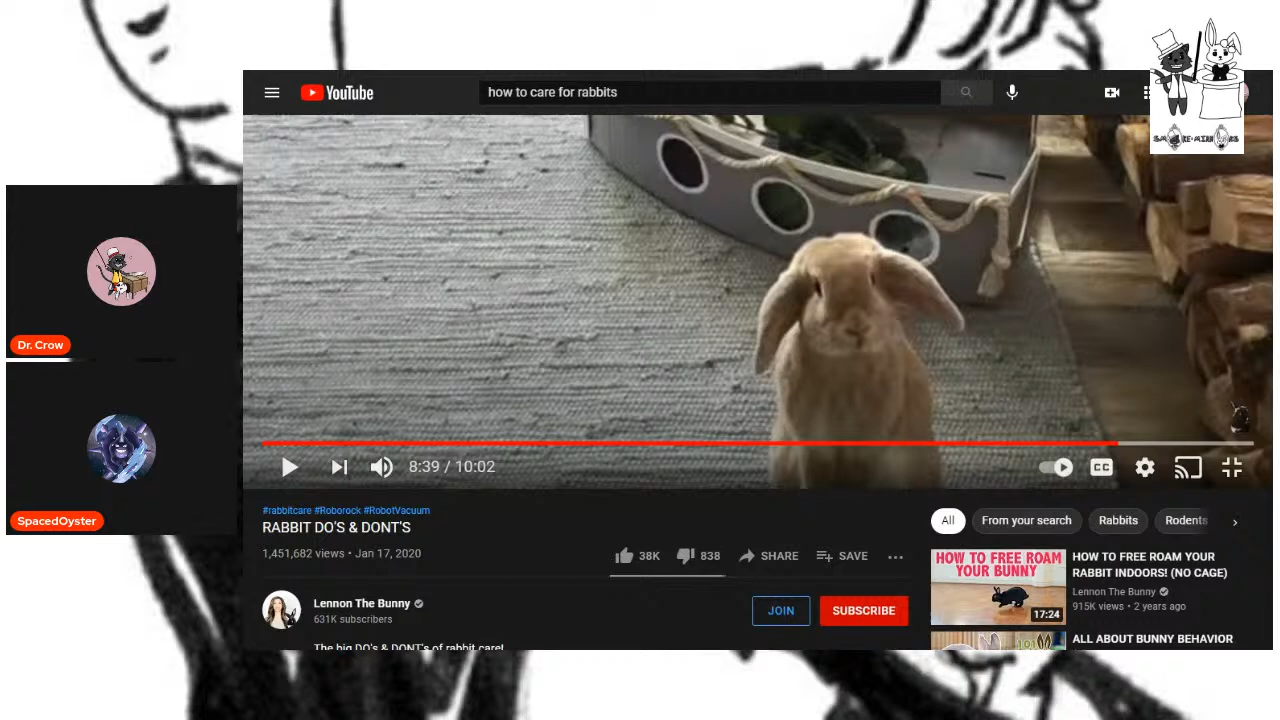 YouTube
how to care for rabbits
8:39 / 10:02
CC
#rabbitcare #Roborock #RobotVacuum
RABBIT DO'S & DONT'S
1,451,682 views • Jan 17, 2020
38K
838
SHARE
SAVE
Lennon The Bunny
631K subscribers
JOIN
SUBSCRIBE
The big DO's & DONT's of rabbit care!
All
From your search
Rabbits
Rodents
HOW TO FREE ROAM
YOUR BUNNY
17:24
HOW TO FREE ROAM YOUR
RABBIT INDOORS! (NO CAGE)
Lennon The Bunny
915K views • 2 years ago
ALL ABOUT BUNNY BEHAVIOR
Dr. Crow
SpacedOyster